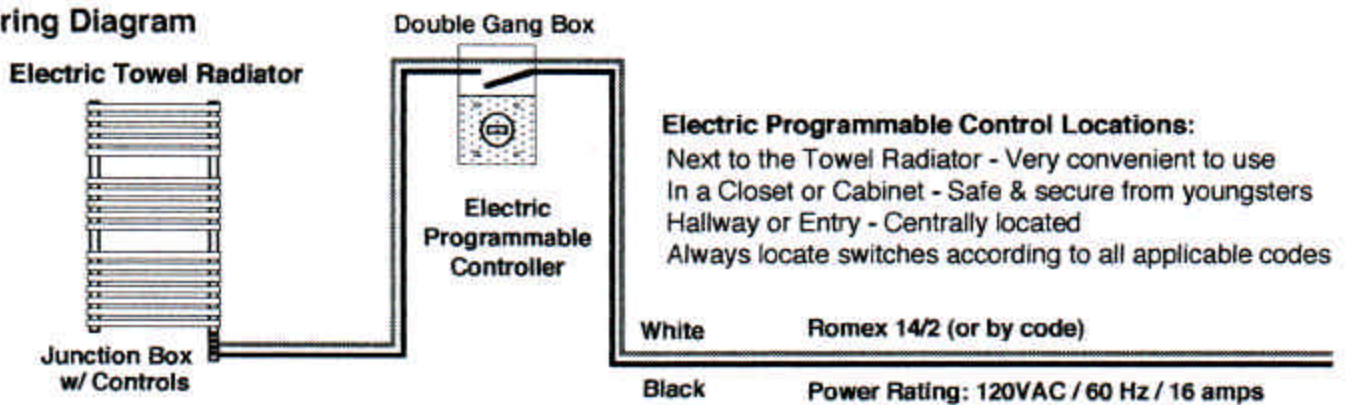 ring Diagram
Double Gang Box
Electric Towel Radiator
Electric Programmable Control Locations:
Next to the Towel Radiator - Very convenient to use
In a Closet or Cabinet - Safe & secure from youngsters
Hallway or Entry - Centrally located
Always locate switches according to all applicable codes
Electric
Programmable
Controller
White
Romex 14/2 (or by code)
Junction Box
w/ Controls
Black
Power Rating: 120VAC / 60 Hz / 16 amps